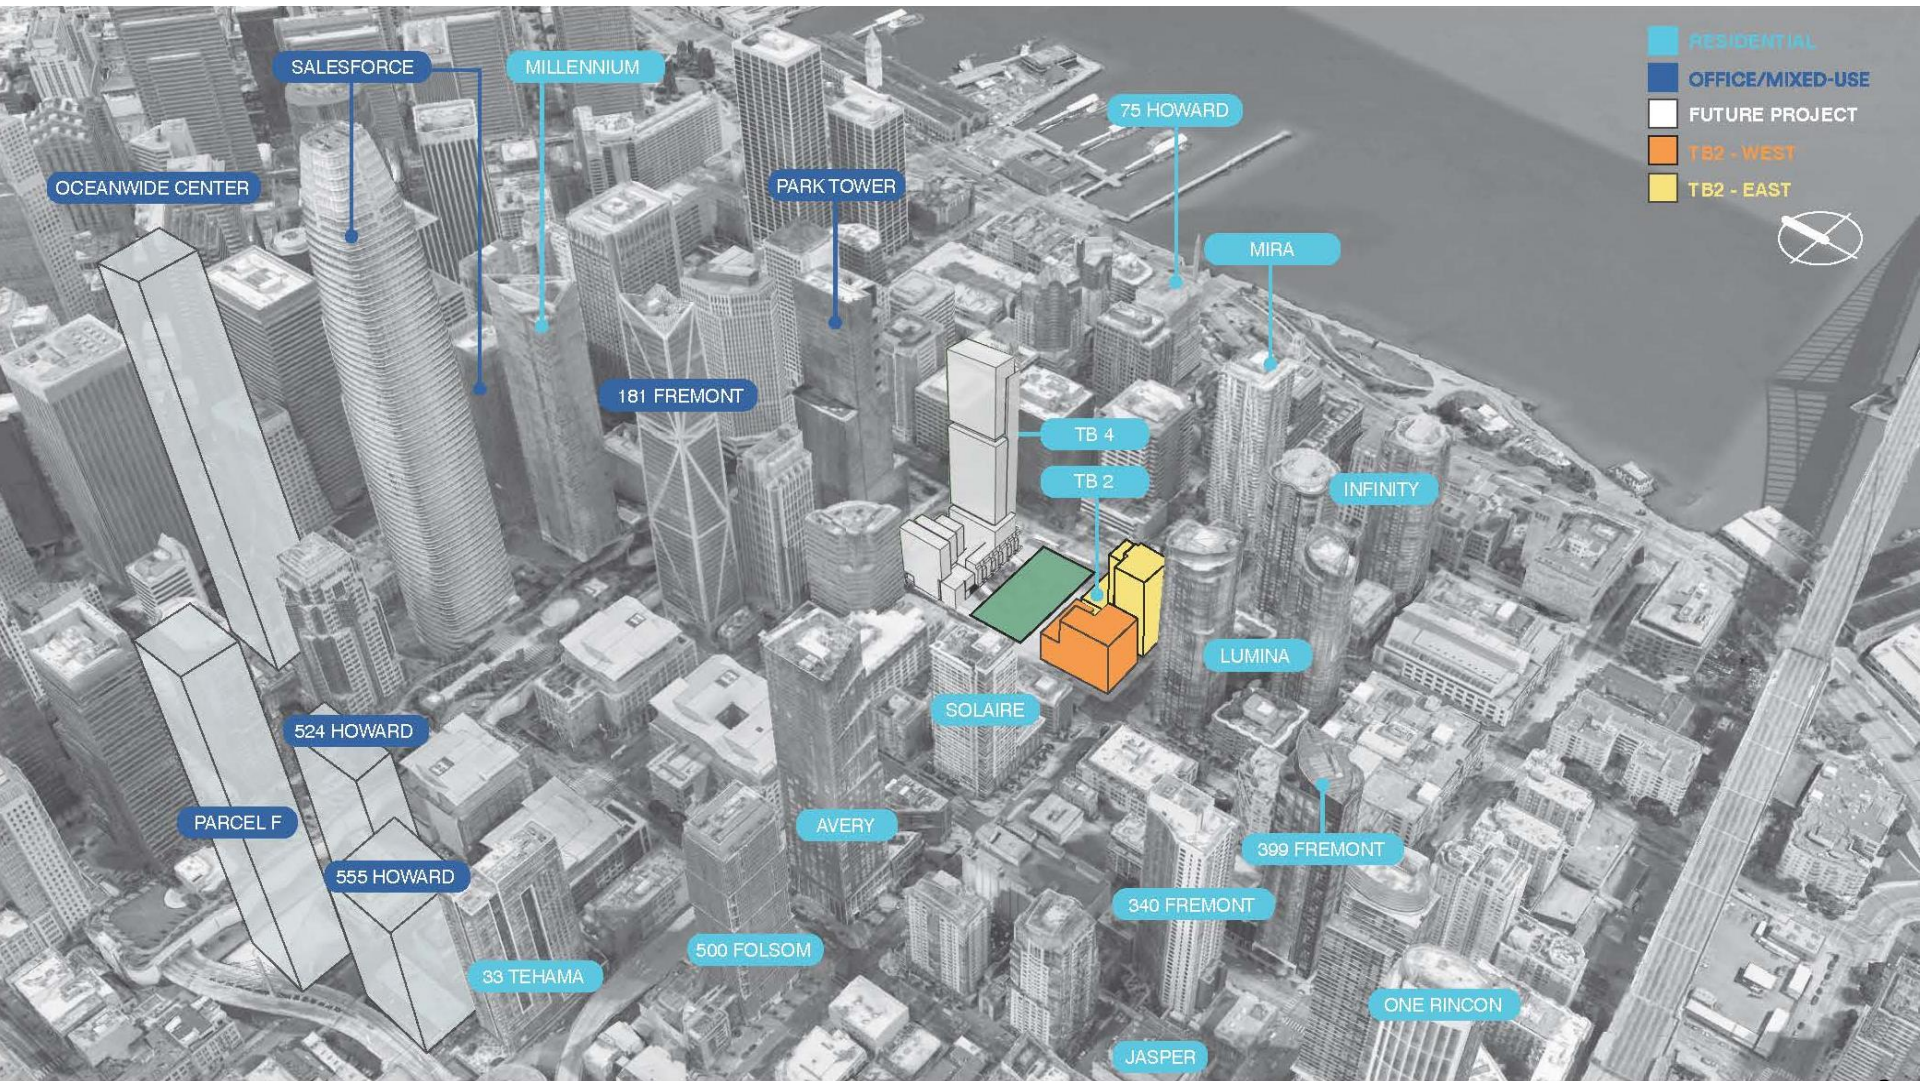 SALESFORCE
MILLENNIUM
RESIDENTIAL
OFFICE/MIXED-USE
FUTURE PROJECT
TB2 - WEST
TB2 - EAST
75 HOWARD
OCEANWIDE CENTER
PARK TOWER
MIRA
181 FREMONT
TB 4
TB 2
INFINITY
LUMINA
SOLAIRE
524 HOWARD
PARCEL F
AVERY
399 FREMONT
555 HOWARD
340 FREMONT
500 FOLSOM
33 TEHAMA
ONE RINCON
JASPER